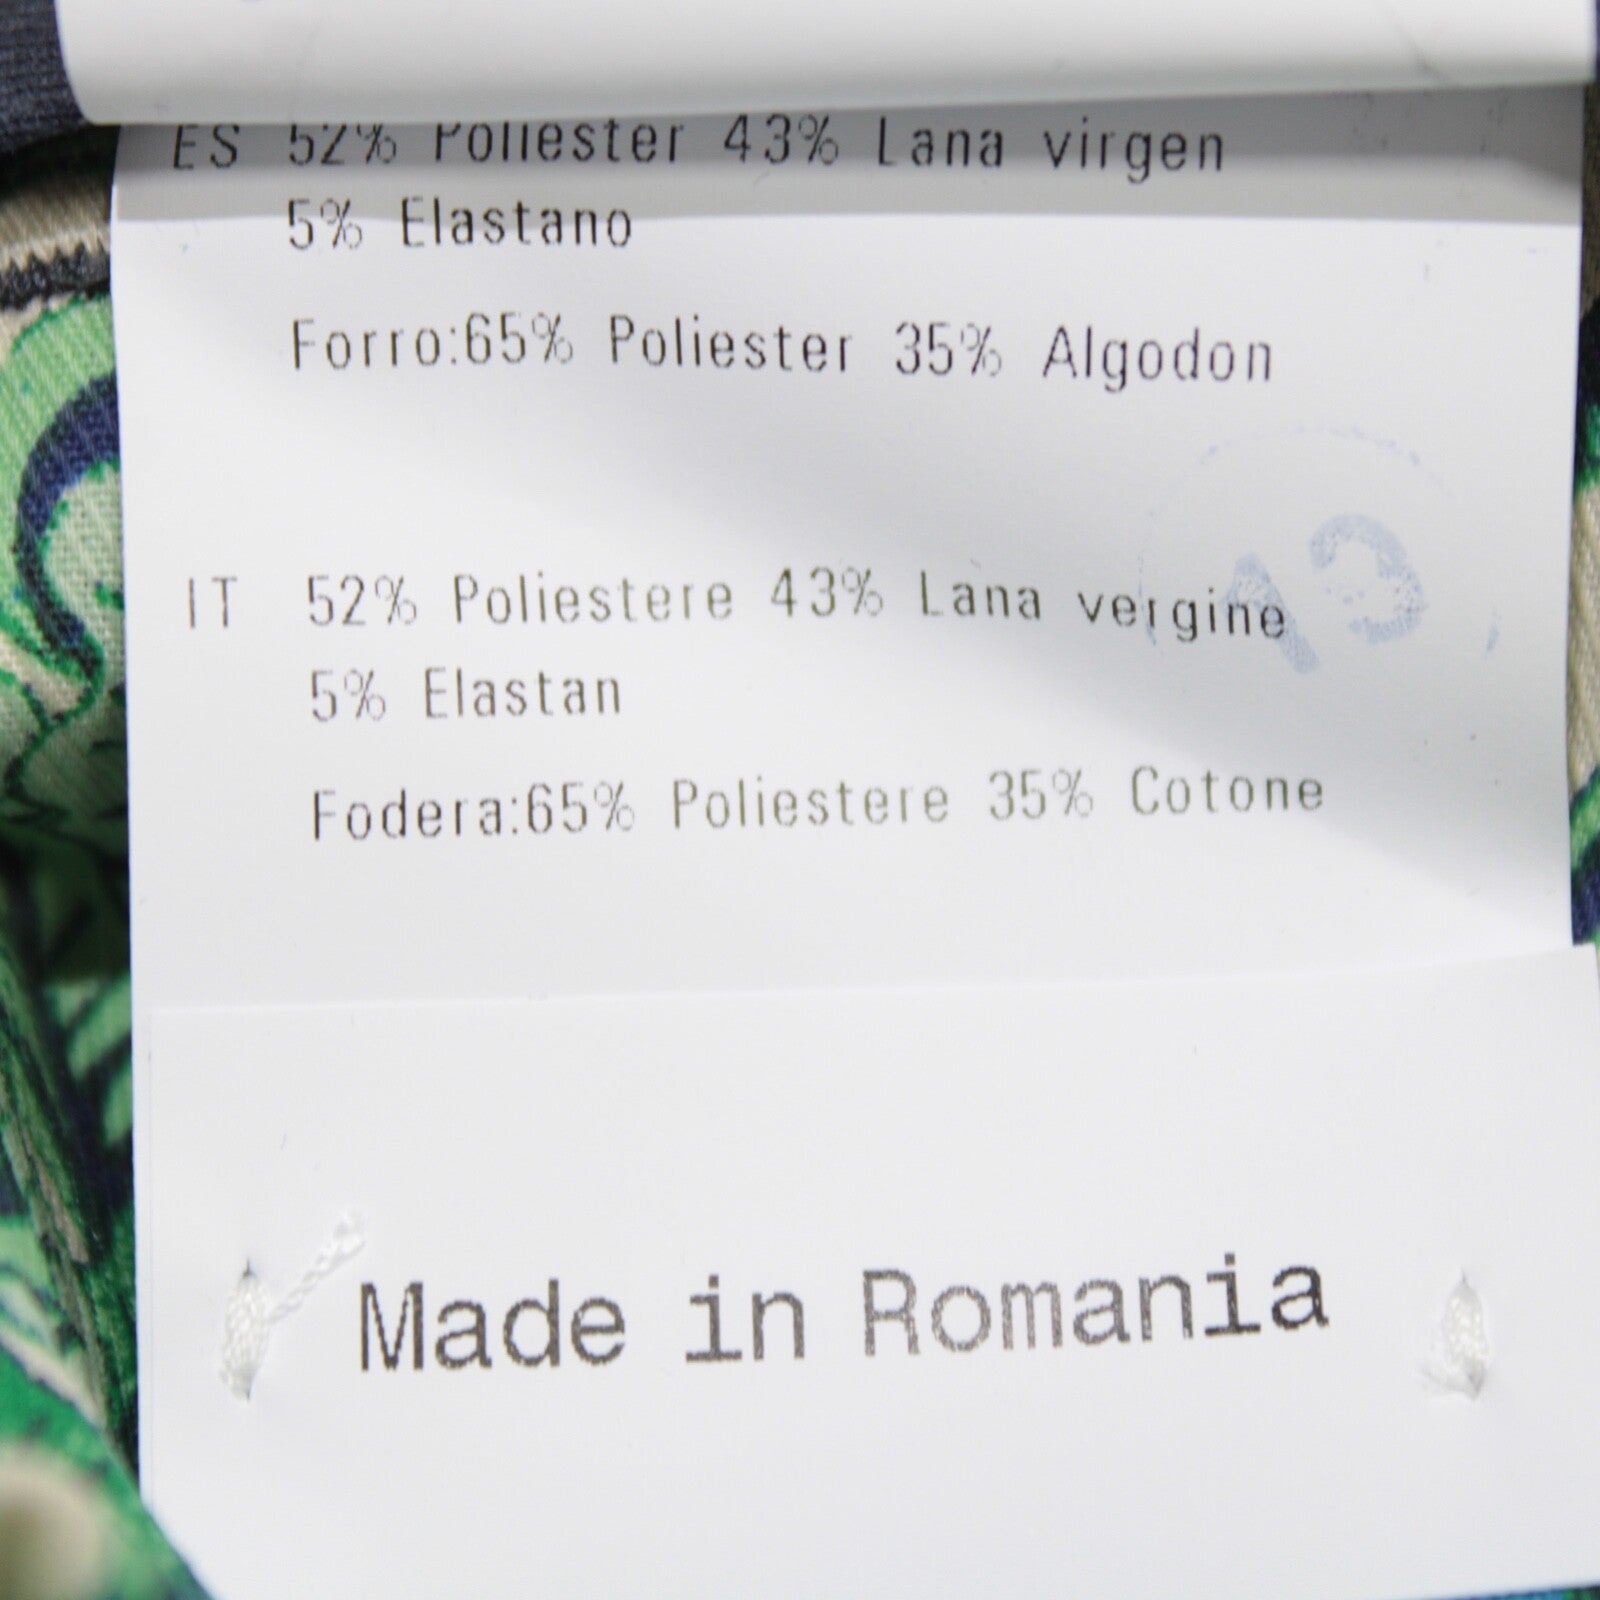 ES 52% Poliester 43% Lana virgen
5% Elastano
Forro:65% Poliester 35% Algodon
IT 52% Poliestere 43% Lana vergine
5% Elastan
Fodera:65% Poliestere 35% Cotone
Made in Romania